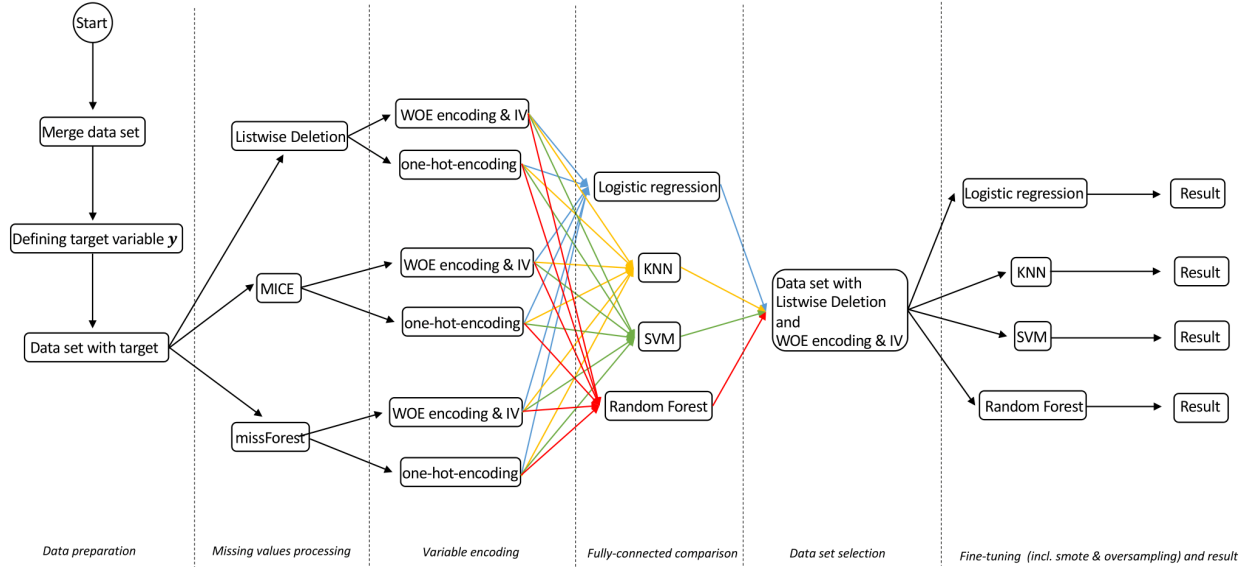 Start
Merge data set
Defining target variable y
Data set with target
Data preparation
Listwise Deletion
MICE
missForest
Missing values processing
WOE encoding & IV
one-hot-encoding
WOE encoding & IV
one-hot-encoding
WOE encoding & IV
one-hot-encoding
Variable encoding
Logistic regression
KNN
SVM
Random Forest
Fully-connected comparison
Data set with
Listwise Deletion
and
WOE encoding & IV
Data set selection
Logistic regression
Result
KNN
Result
SVM
Result
Random Forest
Result
Fine-tuning (incl. smote & oversampling) and result